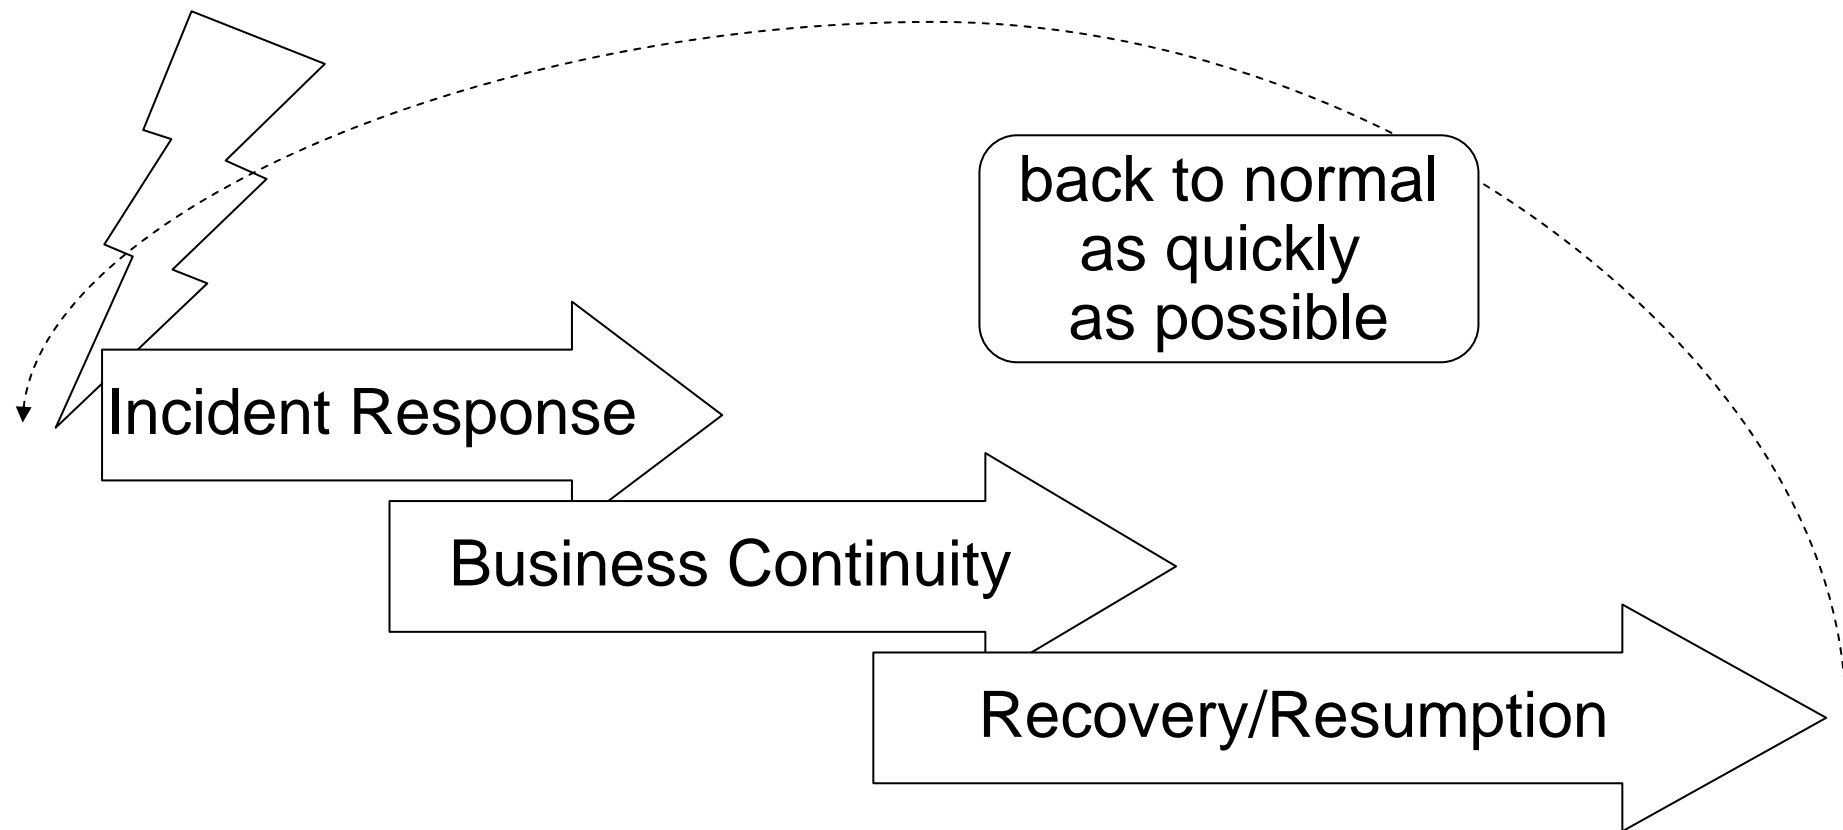 back to normal
as quickly
as possible
Incident Response
Business Continuity
Recovery/Resumption